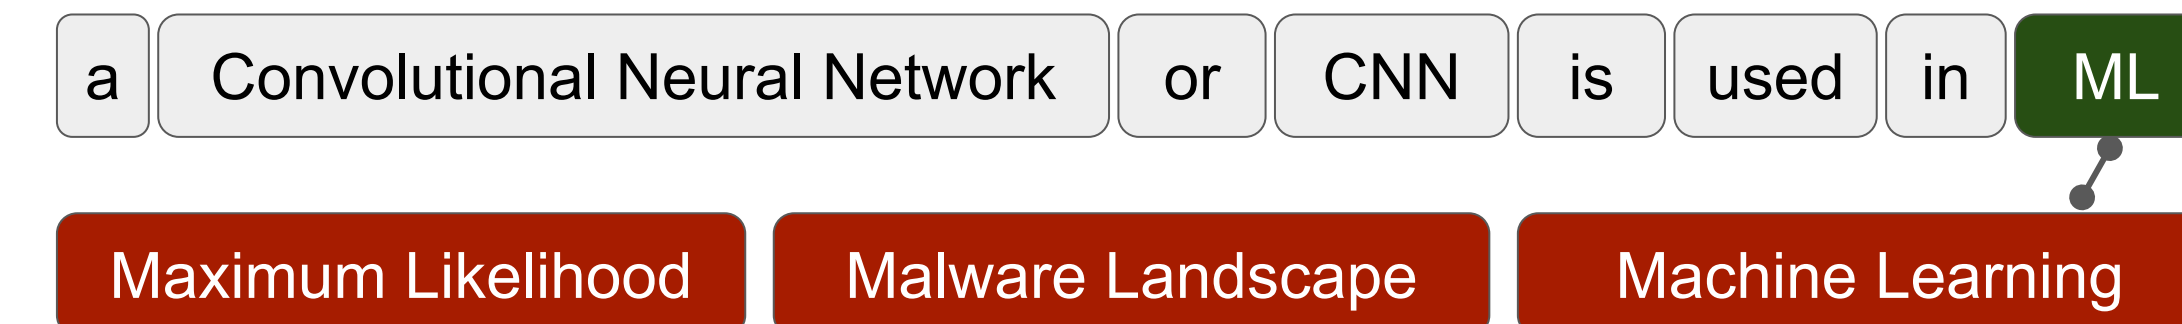 a Convolutional Neural Network or CNN is used in ML
Maximum Likelihood Malware Landscape Machine Learning